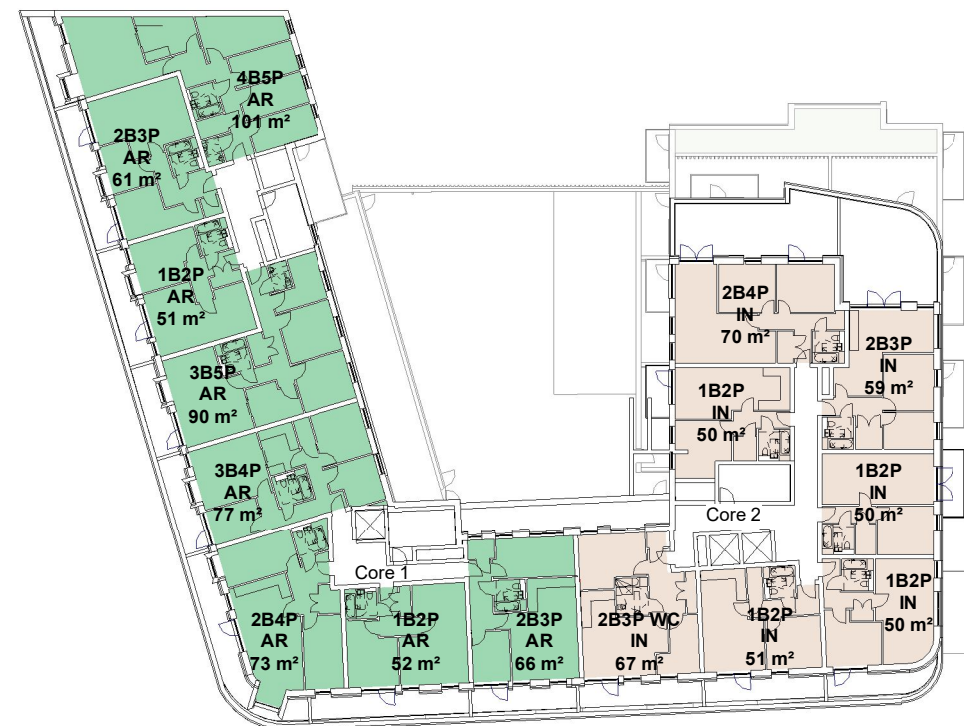 4B5P
AR
101 m²
2B3P
AR
61 m²
1B2P
AR
51 m²
3B5P
AR
90 m²
3B4P
AR
77 m²
2B4P
AR
73 m²
Core 1
1B2P
AR
52 m²
2B3P
AR
66 m²
2B3P WC
IN
67 m²
1B2P
IN
51 m²
1B2P
IN
50 m²
1B2P
IN
50 m²
2B3P
IN
59 m²
2B4P
IN
70 m²
1B2P
IN
50 m²
Core 2